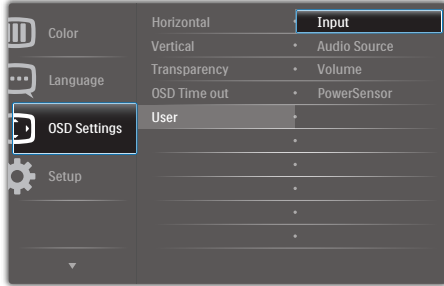 Color
Language
OSD Settings
Setup
Horizontal
Vertical
Transparency
OSD Time out
User
Input
Audio Source
Volume
PowerSensor